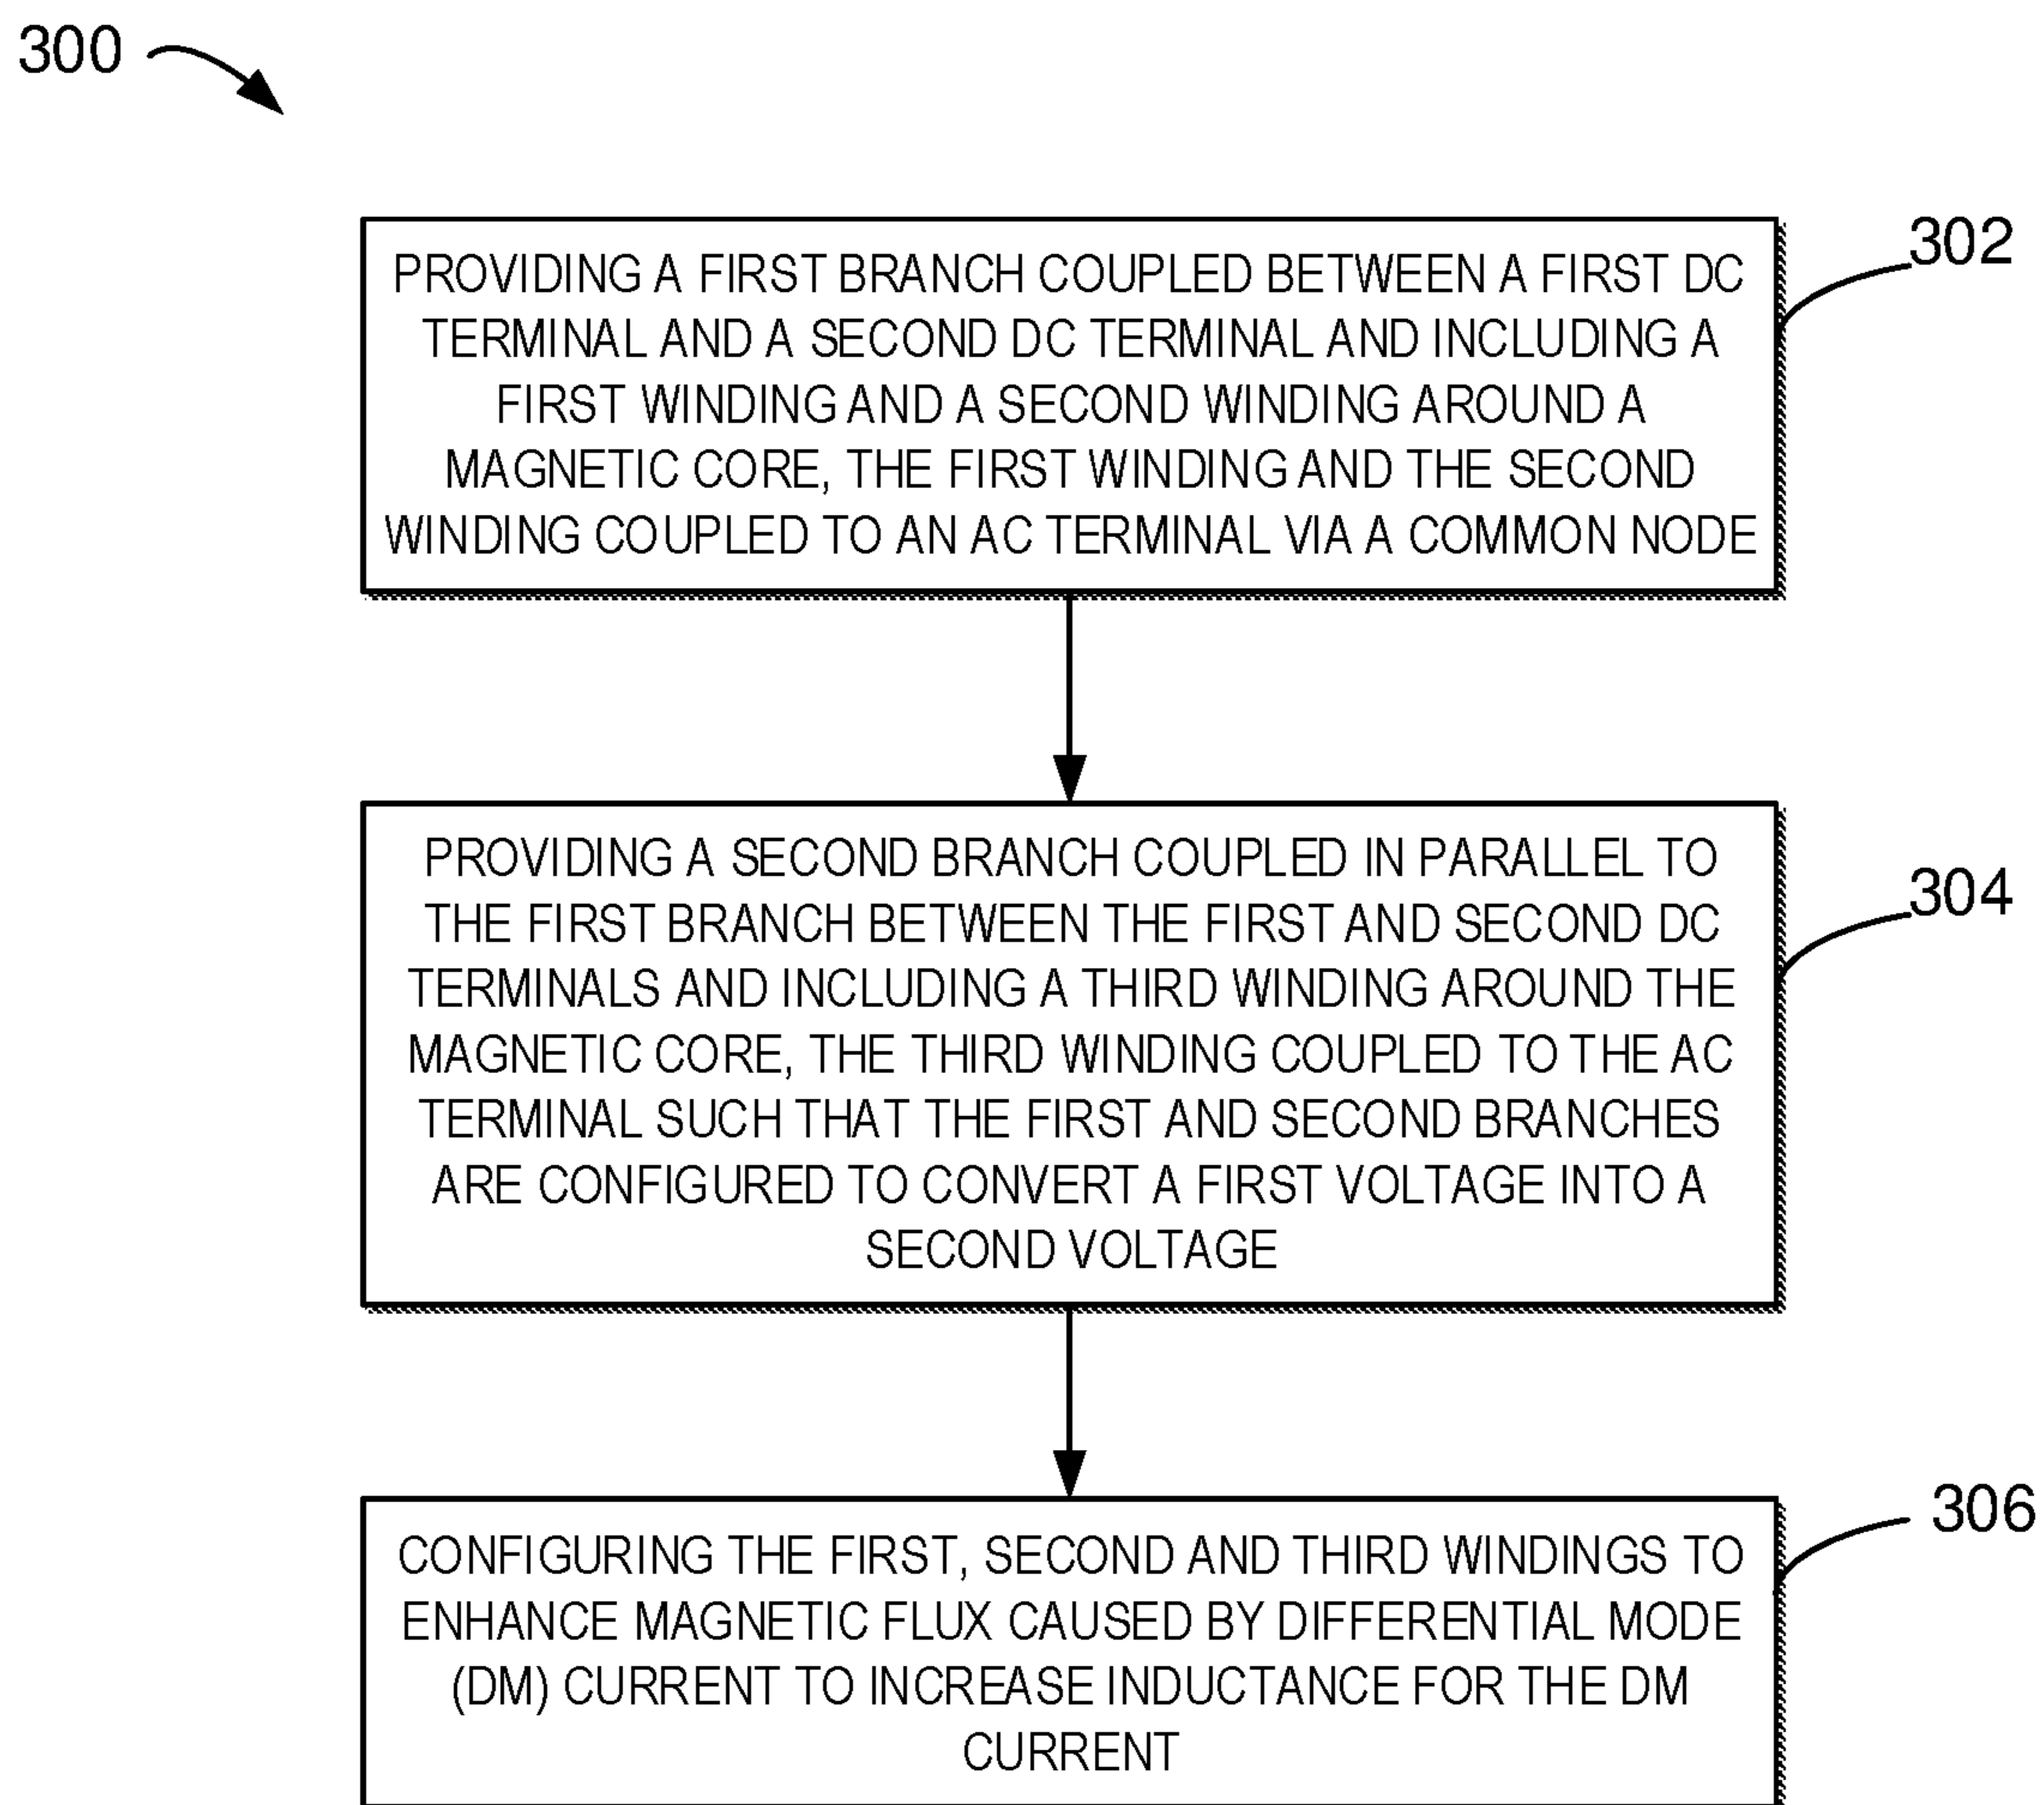 300
302
PROVIDING A FIRST BRANCH COUPLED BETWEEN A FIRST DC
TERMINAL AND A SECOND DC TERMINAL AND INCLUDING A
FIRST WINDING AND A SECOND WINDING AROUND A
MAGNETIC CORE, THE FIRST WINDING AND THE SECOND
WINDING COUPLED TO AN AC TERMINAL VIA A COMMON NODE
304
PROVIDING A SECOND BRANCH COUPLED IN PARALLEL TO
THE FIRST BRANCH BETWEEN THE FIRST AND SECOND DC
TERMINALS AND INCLUDING A THIRD WINDING AROUND THE
MAGNETIC CORE, THE THIRD WINDING COUPLED TO THE AC
TERMINAL SUCH THAT THE FIRST AND SECOND BRANCHES
ARE CONFIGURED TO CONVERT A FIRST VOLTAGE INTO A
SECOND VOLTAGE
306
CONFIGURING THE FIRST, SECOND AND THIRD WINDINGS TO
ENHANCE MAGNETIC FLUX CAUSED BY DIFFERENTIAL MODE
(DM) CURRENT TO INCREASE INDUCTANCE FOR THE DM
CURRENT